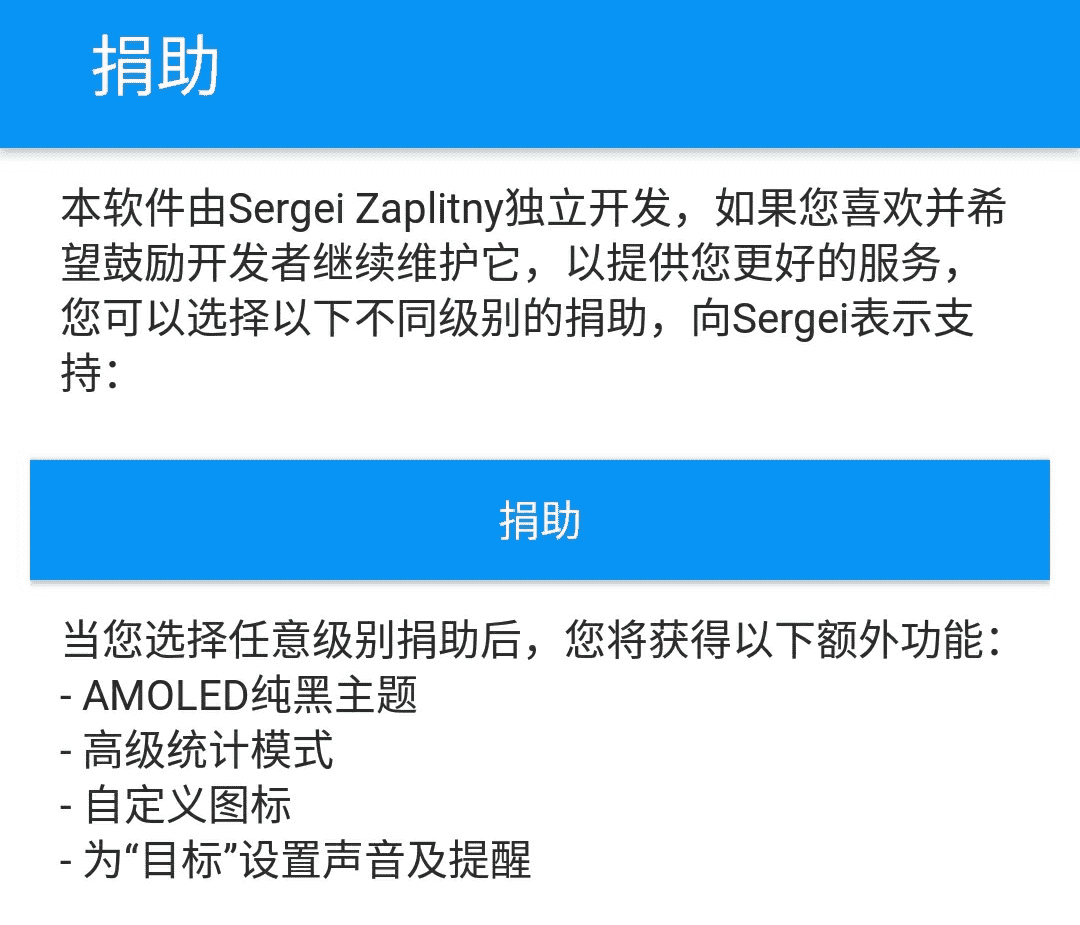 捐助
本软件由Sergei Zaplitny独立开发，如果您喜欢并希
望鼓励开发者继续维护它，以提供您更好的服务，
您可以选择以下不同级别的捐助，向Sergei表示支
持：
捐助
当您选择任意级别捐助后，您将获得以下额外功能：
- AMOLED纯黑主题
- 高级统计模式
- 自定义图标
- 为“目标”设置声音及提醒